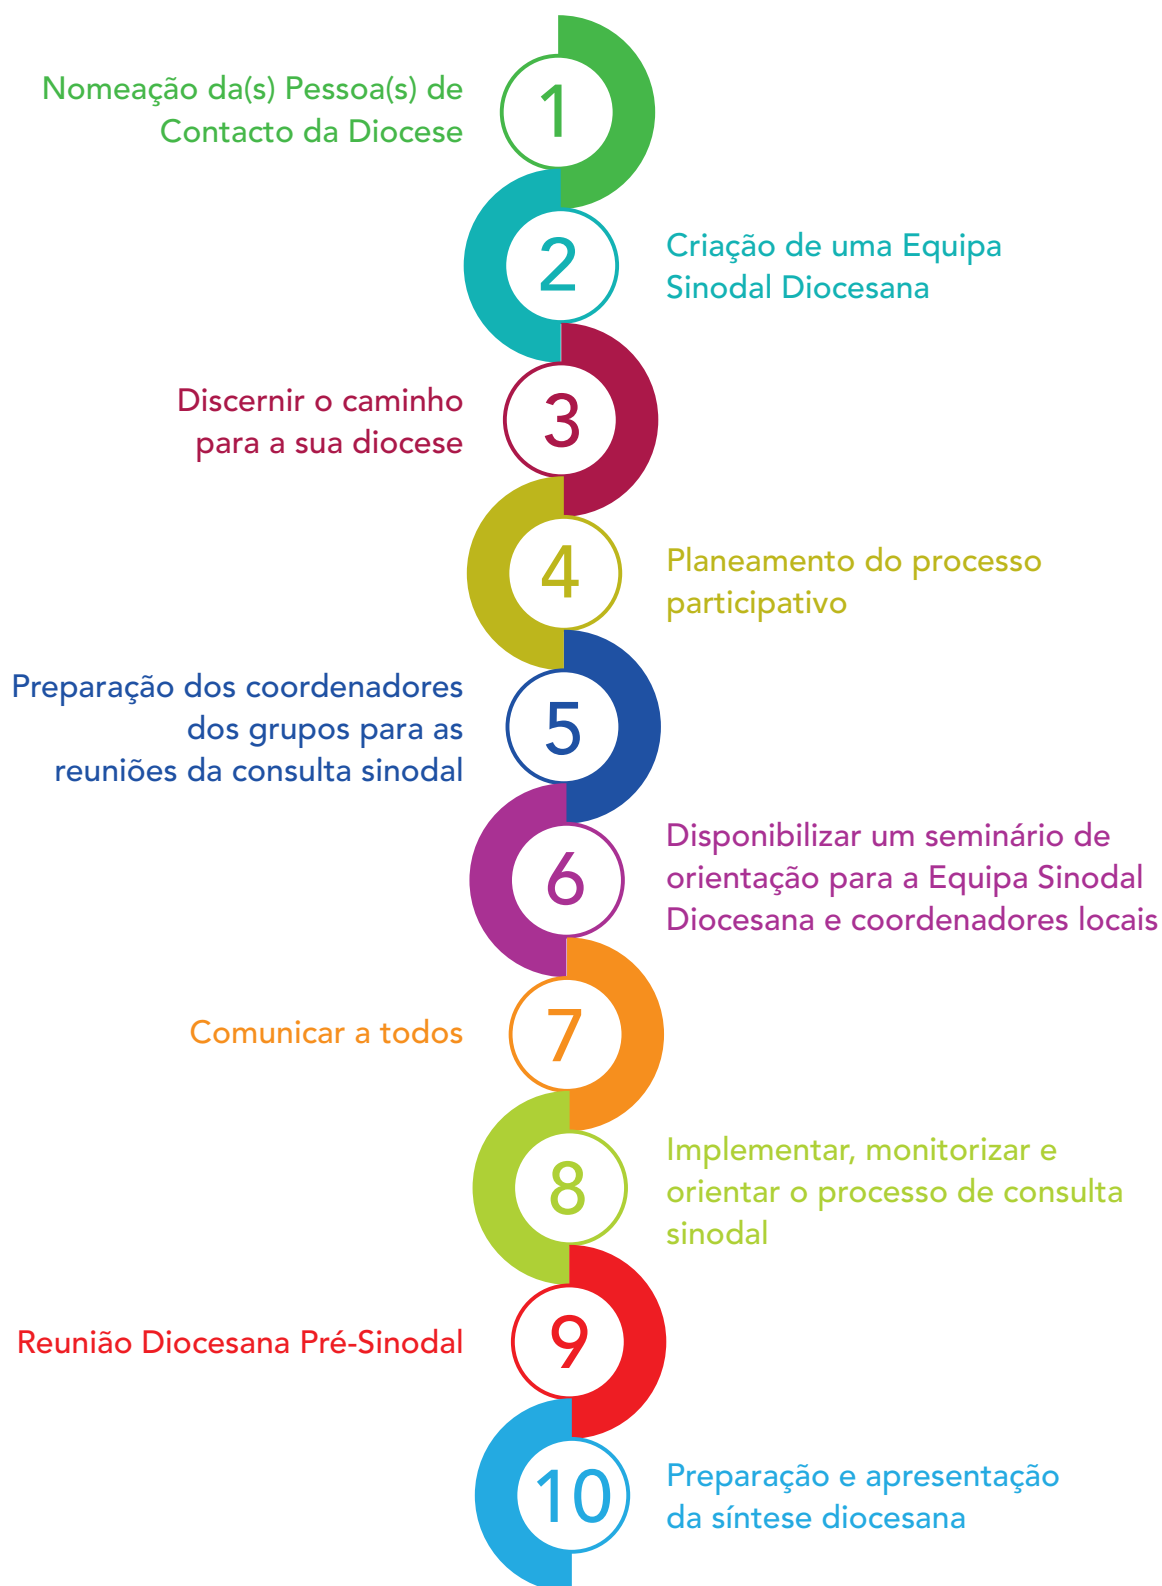 Nomeação da(s) Pessoa(s) de
Contacto da Diocese
1
2
Criação de uma Equipa
Sinodal Diocesana
Discernir o caminho
para a sua diocese
3
4
Planeamento do processo
participativo
Preparação dos coordenadores
dos grupos para as
reuniões da consulta sinodal
5
6
Disponibilizar um seminário de
orientação para a Equipa Sinodal
Diocesana e coordenadores locais
Comunicar a todos
7
8
Implementar, monitorizar e
orientar o processo de consulta
sinodal
Reunião Diocesana Pré-Sinodal
9
10
Preparação e apresentação
da síntese diocesana